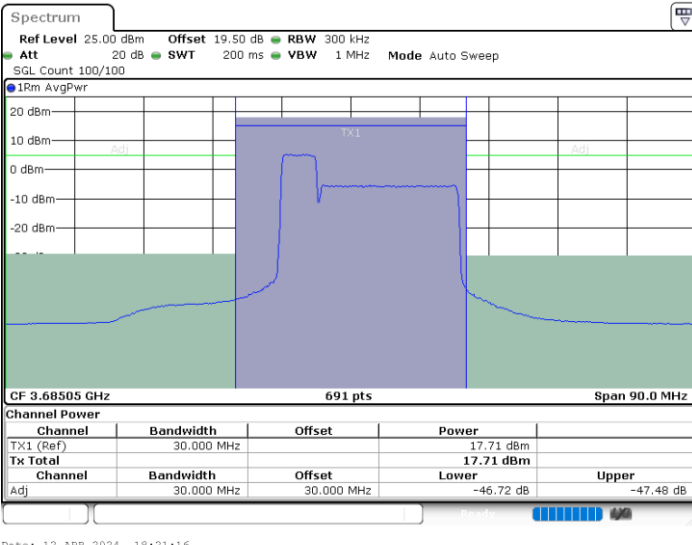 Spectrum
Ref Level 25.00 dBm Offset 19.50 dB RBW 300 kHz
Att 20 dB SWT 200 ms VBW 1 MHz Mode Auto Sweep
SGL Count 100/100
1Rm AvgPwr
20 dBm
TX1
10 dBm
Adj Adj
0 dBm
-10 dBm
-20 dBm
CF 3.68505 GHz 691 pts Span 90.0 MHz
Channel Power
Channel Bandwidth Offset Power
TX1 (Ref) 30.000 MHz 17.71 dBm
Tx Total 17.71 dBm
Channel Bandwidth Offset Lower Upper
Adj 30.000 MHz 30.000 MHz -46.72 dB -47.48 dB
Ready